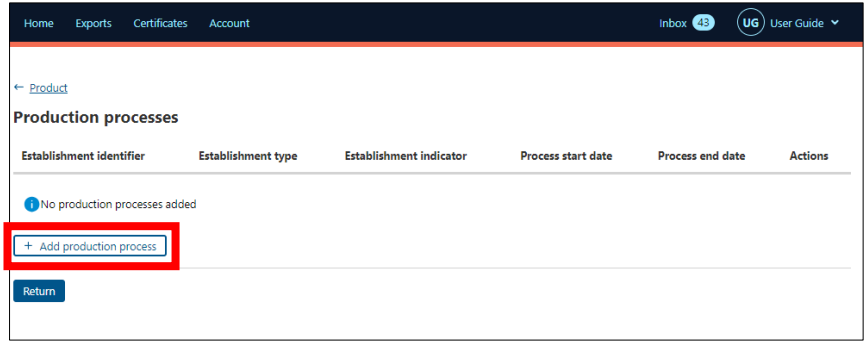 Home Exports Certificates Account Inbox 43 UG User Guide
← Product
Production processes
Establishment identifier Establishment type Establishment indicator Process start date Process end date Actions
No production processes added
+ Add production process
Return